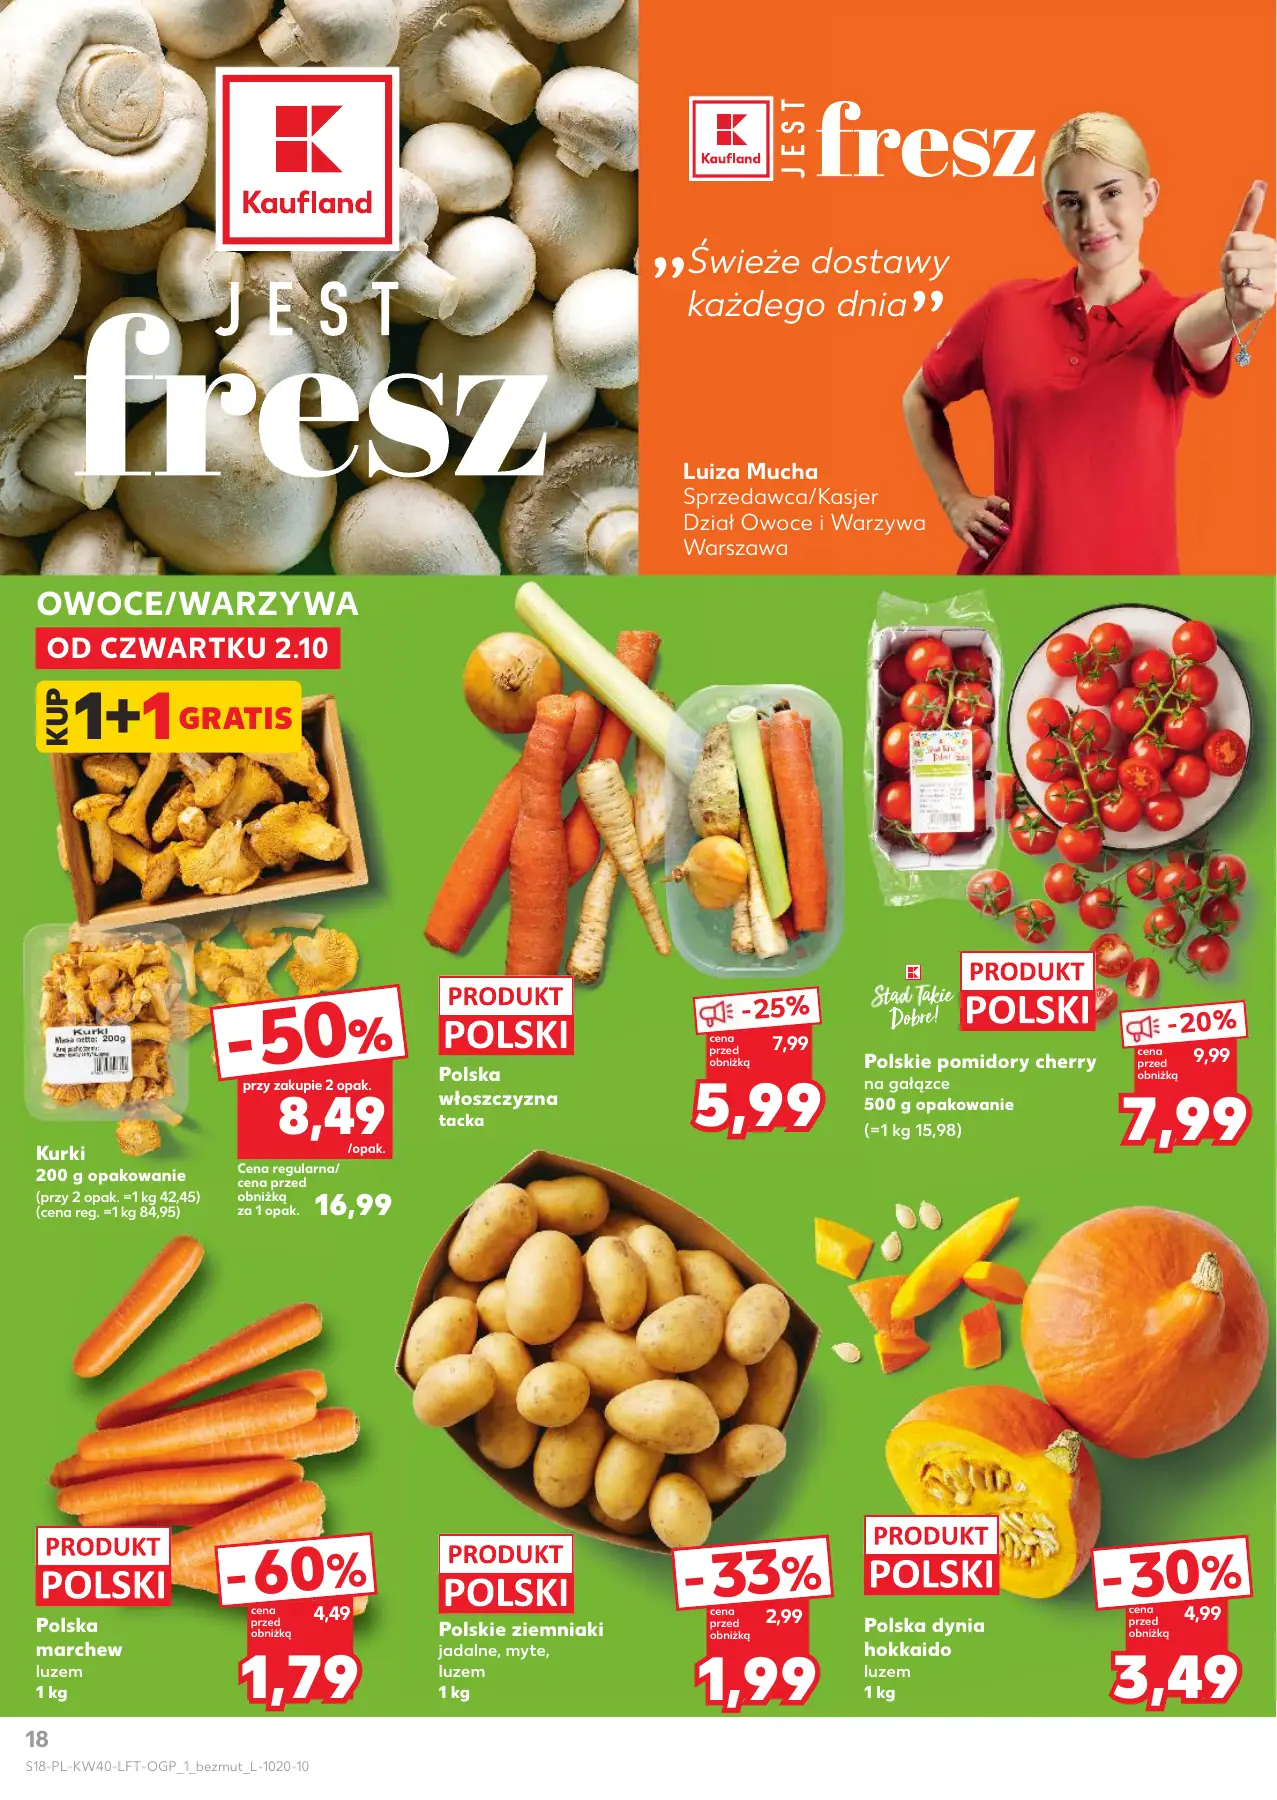 Kaufland
JEST
fresz
Kaufland
JEST
fresz
„Świeże dostawy
każdego dnia”
Luiza Mucha
Sprzedawca/Kasjer
Dział Owoce i Warzywa
Warszawa
OWOCE/WARZYWA
OD CZWARTKU 2.10
KUP
1+1 GRATIS
Kurki
Masa netto: 200g
-50%
przy zakupie 2 opak.
8,49
/opak.
Kurki
200 g opakowanie
(przy 2 opak. =1 kg 42,45)
(cena reg. =1 kg 84,95)
Cena regularna/
cena przed
obniżką
za 1 opak.
16,99
PRODUKT
POLSKI
Polska
włoszczyzna
tacka
-25%
cena
przed
obniżką
7,99
5,99
Stąd Takie
Dobre!
PRODUKT
POLSKI
Polskie pomidory cherry
na gałązce
500 g opakowanie
(=1 kg 15,98)
-20%
cena
przed
obniżką
9,99
7,99
PRODUKT
POLSKI
Polska
marchew
luzem
1 kg
-60%
cena
przed
obniżką
4,49
1,79
PRODUKT
POLSKI
Polskie ziemniaki
jadalne, myte,
luzem
1 kg
-33%
cena
przed
obniżką
2,99
1,99
PRODUKT
POLSKI
Polska dynia
hokkaido
luzem
1 kg
-30%
cena
przed
obniżką
4,99
3,49
18
S18-PL-KW40-LFT-OGP_1_bezmut_L-1020-10